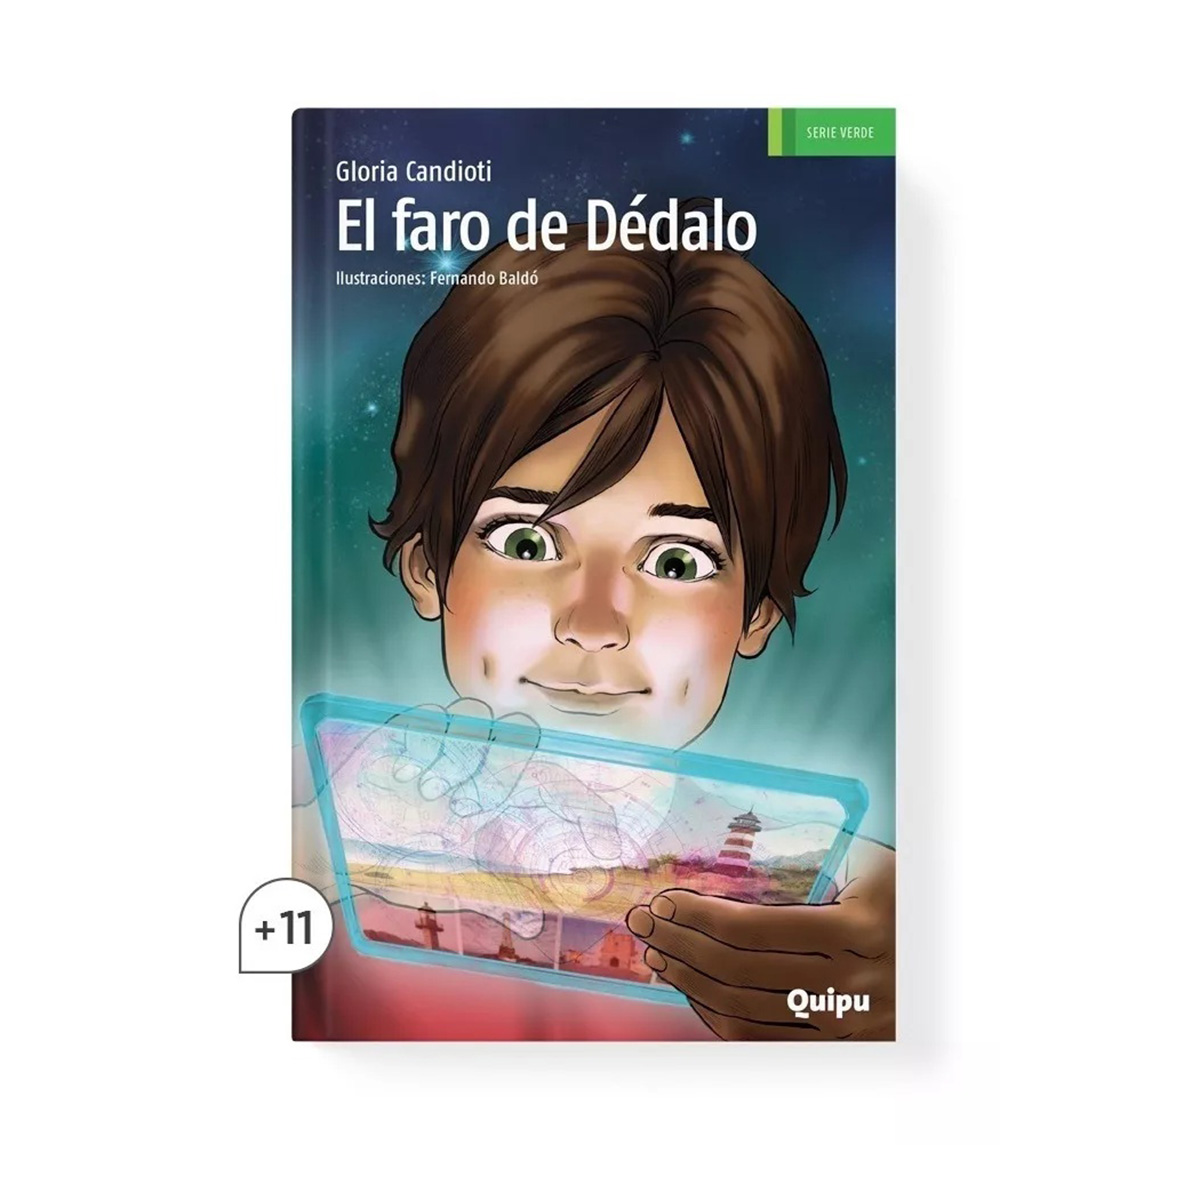 SERIE VERDE
Gloria Candioti
El faro de Dédalo
Ilustraciones: Fernando Baldó
+11
Quipu